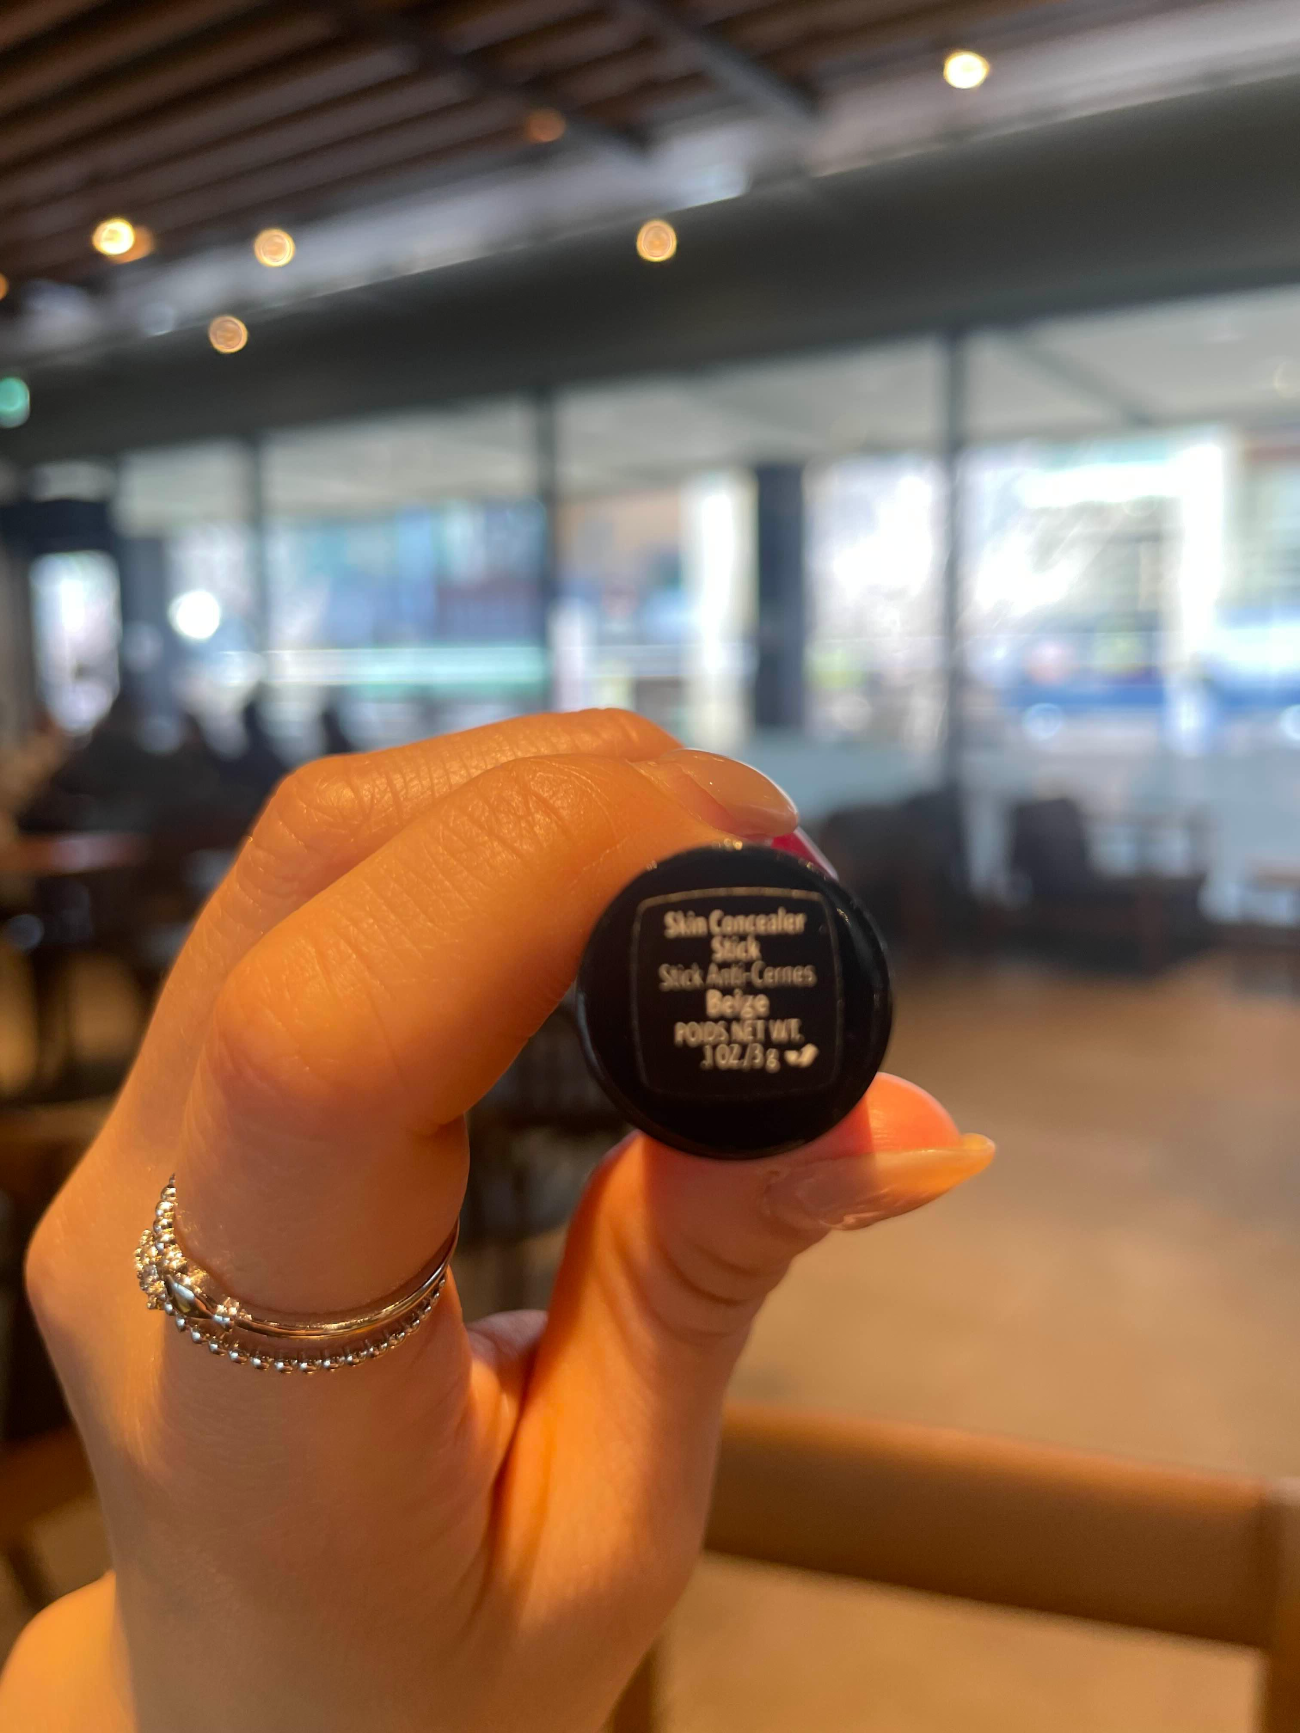 Skin Concealer
Stick
Stick Anti-Cernes
Beige
POIDS NET WT.
.1 OZ./3 g